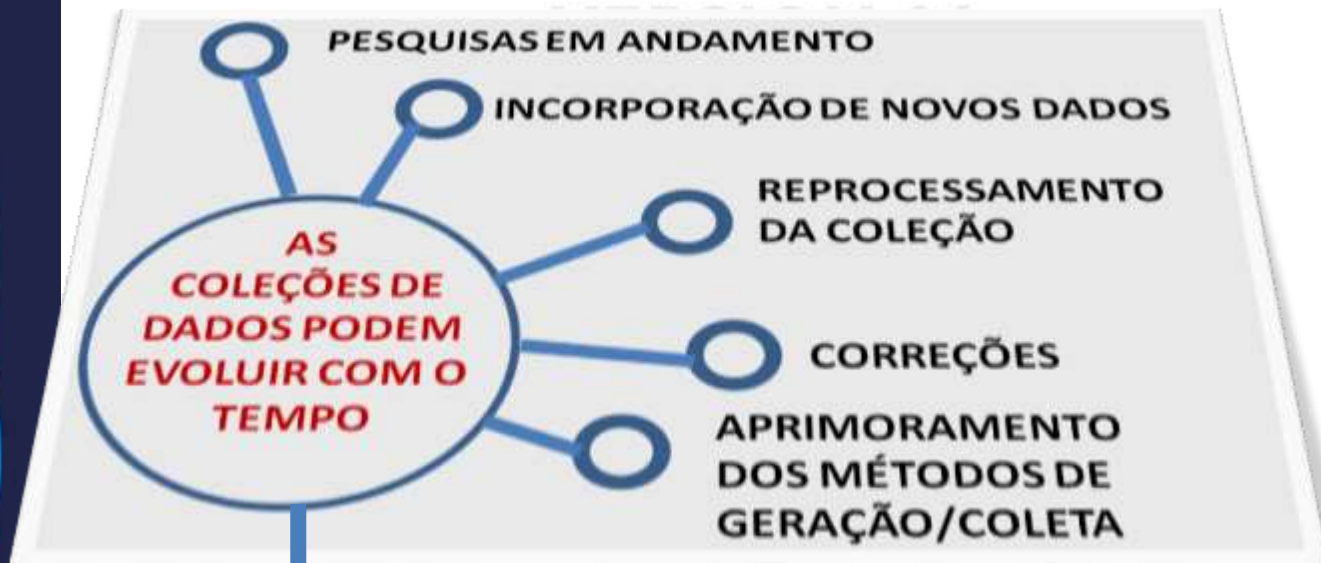 PESQUISAS EM ANDAMENTO
INCORPORAÇÃO DE NOVOS DADOS
REPROCESSAMENTO
DA COLEÇÃO
AS
COLEÇÕES DE
DADOS PODEM
EVOLUIR COM O
TEMPO
CORREÇÕES
APRIMORAMENTO
DOS MÉTODOS DE
GERAÇÃO/COLETA